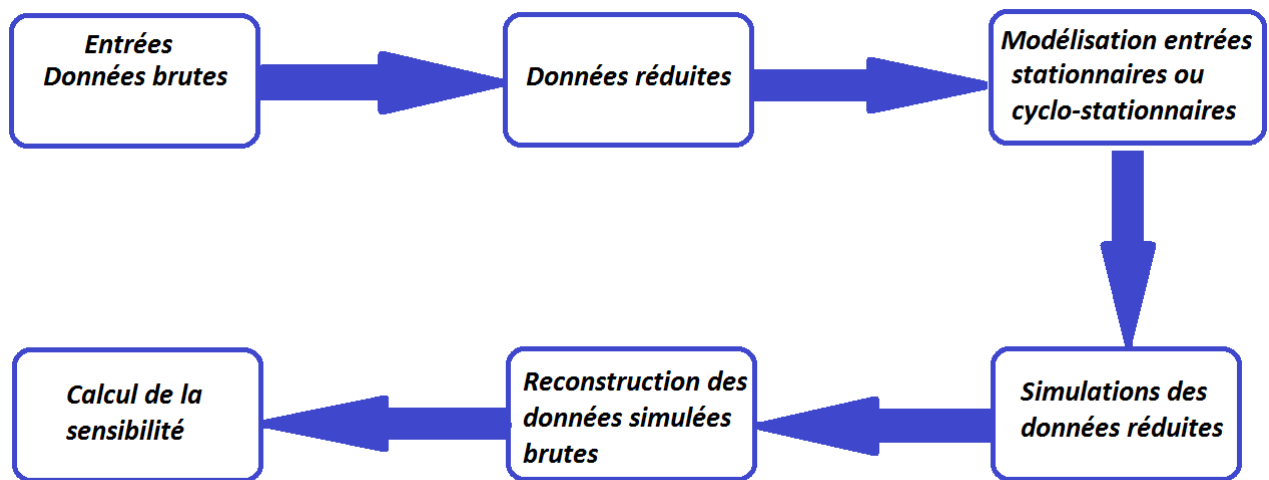 Entrées
Données brutes
Données réduites
Modélisation entrées
stationnaires ou
cyclo-stationnaires
Simulations des
données réduites
Reconstruction des
données simulées
brutes
Calcul de la
sensibilité